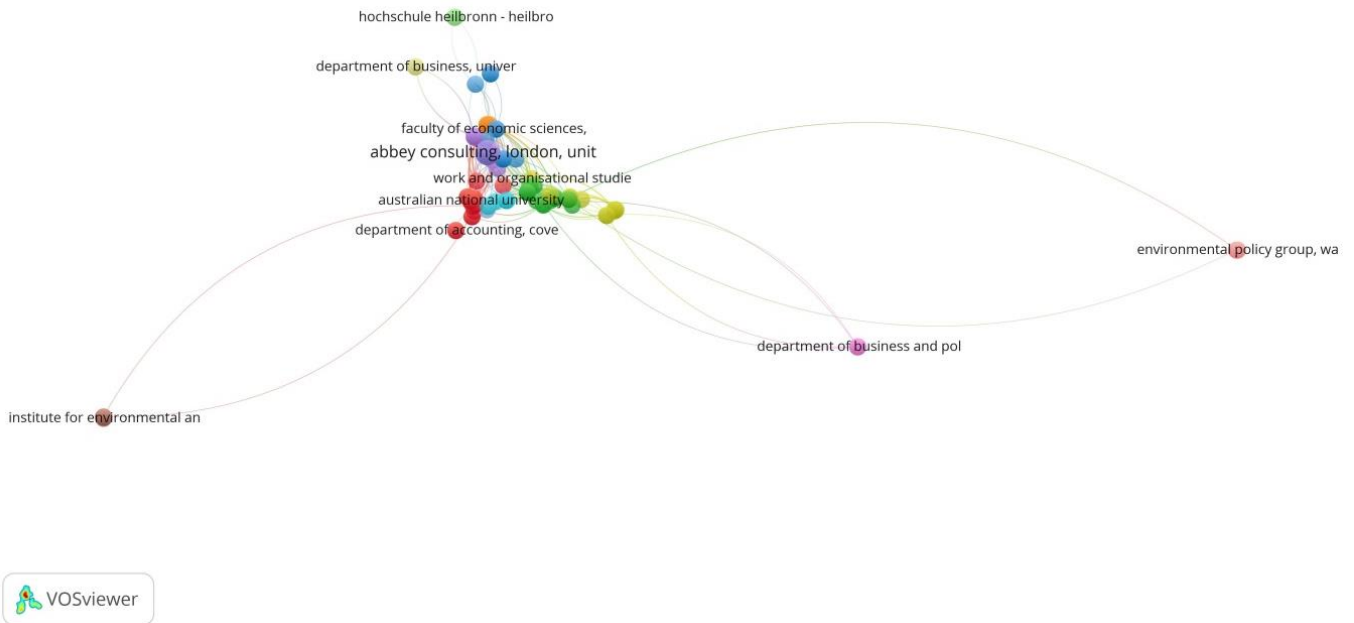 hochschule heilbronn - heilbro
department of business, univer
faculty of economic sciences,
abbey consulting, london, unit
work and organisational studie
australian national university
department of accounting, cove
environmental policy group, wa
department of business and pol
institute for environmental an
VOSviewer